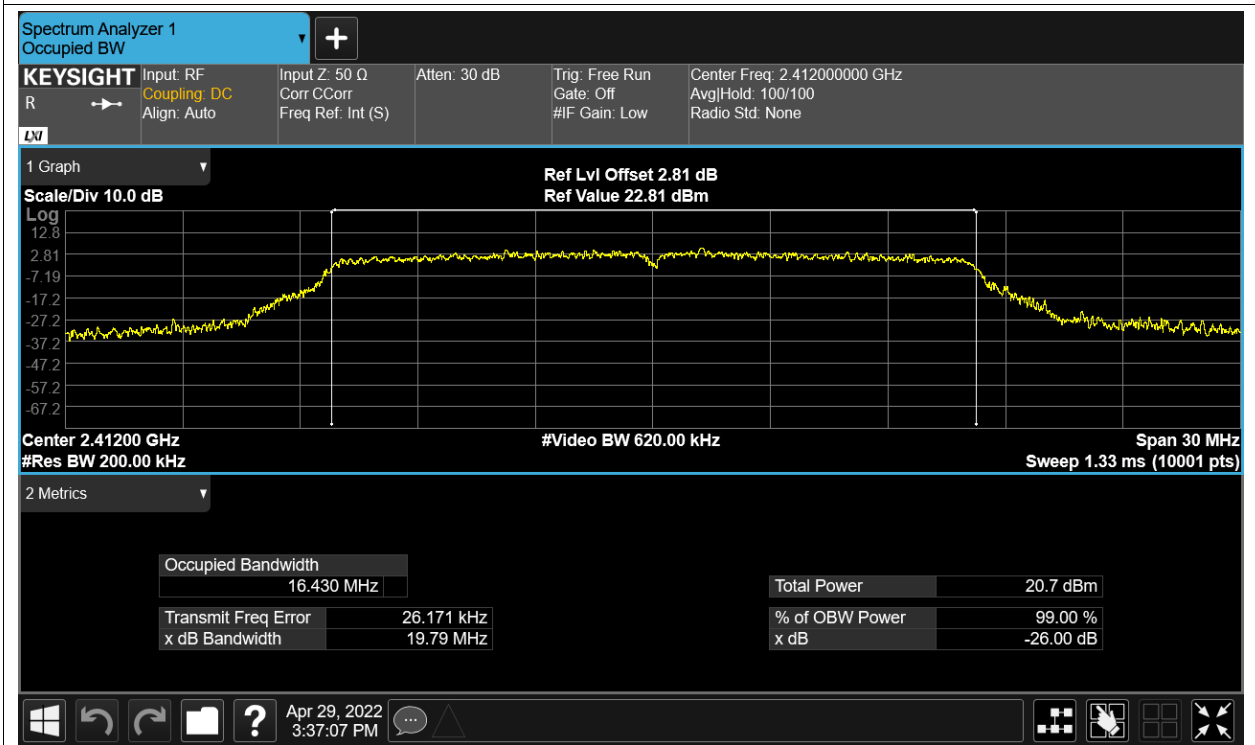 Spectrum Analyzer 1
Occupied BW
KEYSIGHT
R
LXI
Input: RF
Coupling: DC
Align: Auto
Input Z: 50 Ω
Corr CCorr
Freq Ref: Int (S)
Atten: 30 dB
Trig: Free Run
Gate: Off
#IF Gain: Low
Center Freq: 2.412000000 GHz
Avg|Hold: 100/100
Radio Std: None
1 Graph
Scale/Div 10.0 dB
Ref Lvl Offset 2.81 dB
Ref Value 22.81 dBm
Log
12.8
2.81
-7.19
-17.2
-27.2
-37.2
-47.2
-57.2
-67.2
Center 2.41200 GHz
#Video BW 620.00 kHz
Span 30 MHz
#Res BW 200.00 kHz
Sweep 1.33 ms (10001 pts)
2 Metrics
Occupied Bandwidth
16.430 MHz
Total Power 20.7 dBm
Transmit Freq Error 26.171 kHz
% of OBW Power 99.00 %
x dB Bandwidth 19.79 MHz
x dB -26.00 dB
?
Apr 29, 2022
3:37:07 PM